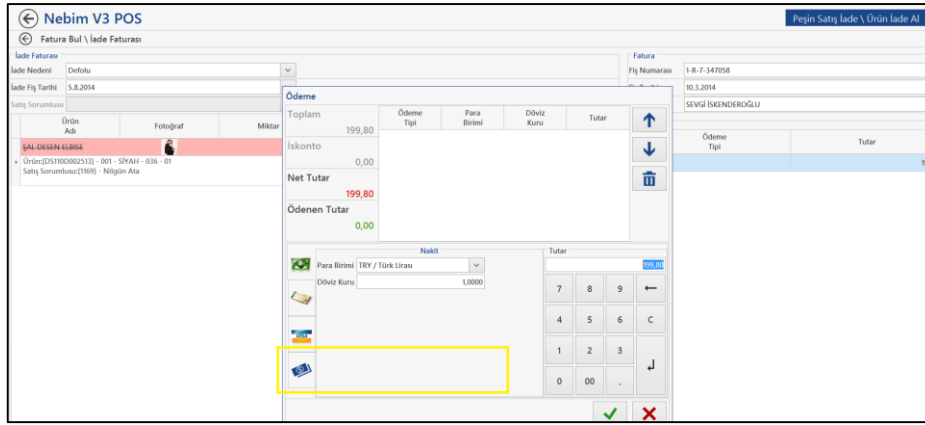 Nebim V3 POS
Peşin Satış İade \ Ürün İade Al
Fatura Bul \ İade Faturası
İade Faturası
İade Nedeni Defolu
İade Fiş Tarihi 5.8.2014
Satış Sorumlusu
Ürün Adı Fotoğraf Miktar
ŞAL DESEN ELBISE
Ürün:[DS110D002513] - 001 - SİYAH - 036 - 01
Satış Sorumlusu:[1169] - Nilgün Ata
Fatura
Fiş Numarası 1-R-7-347058
10.3.2014
SEVGİ İSKENDEROĞLU
Ödeme Tipi Tutar
Ödeme
Toplam
199,80
İskonto
0,00
Net Tutar
199,80
Ödenen Tutar
0,00
Ödeme Tipi Para Birimi Döviz Kuru Tutar
Nakit
Para Birimi TRY / Türk Lirası
Döviz Kuru 1,0000
VISA
Tutar
199,80
7 8 9 ←
4 5 6 C
1 2 3
0 00 .